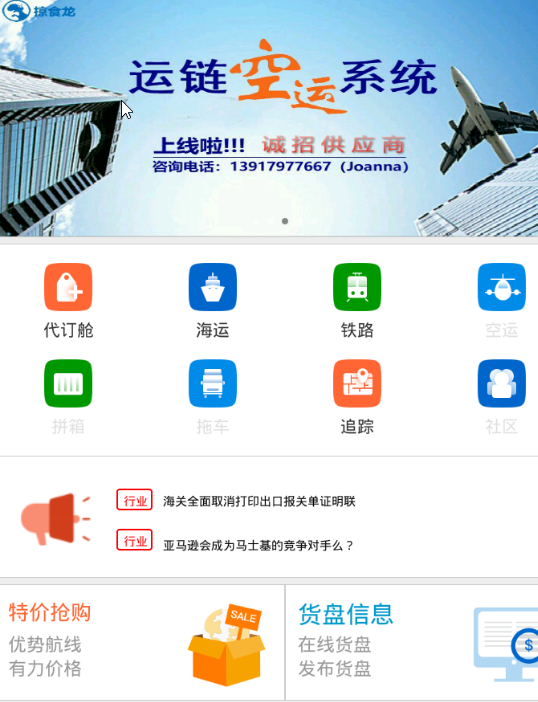 掠食龙
运链空运系统
上线啦!!! 诚招供应商
咨询电话：13917977667（Joanna）
代订舱 海运 铁路 空运
拼箱 拖车 追踪 社区
行业 海关全面取消打印出口报关单证明联
行业 亚马逊会成为马士基的竞争对手么？
特价抢购
优势航线
有力价格
SALE
货盘信息
在线货盘
发布货盘
$